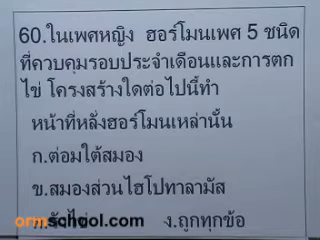 60.ในเพศหญิง ฮอร์โมนเพศ 5 ชนิด
ที่ควบคุมรอบประจำเดือนและการตก
ไข่ โครงสร้างใดต่อไปนี้ทำ
หน้าที่หลั่งฮอร์โมนเหล่านั้น
ก.ต่อมใต้สมอง
ข.สมองส่วนไฮโปทาลามัส
ง.ถูกทุกข้อ
ormschool.com